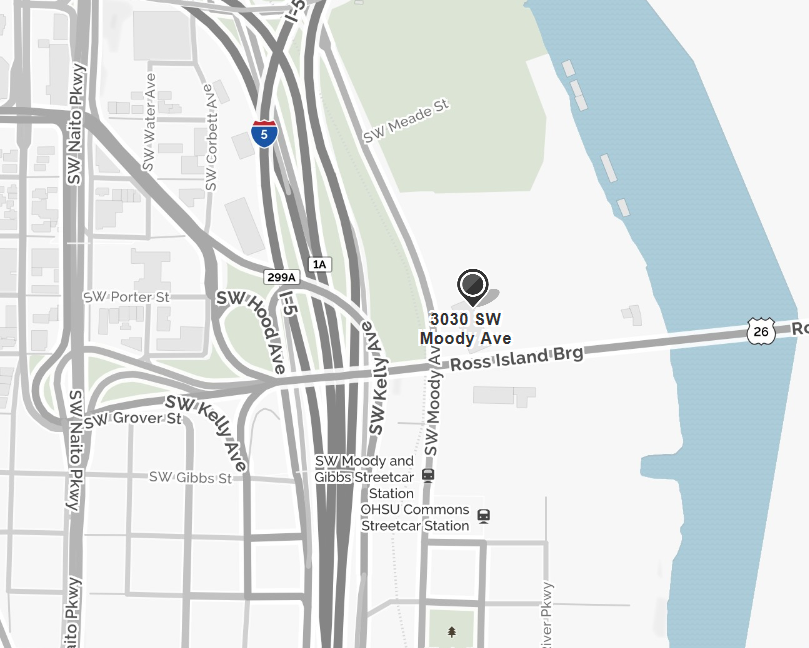 I-5
SW Naito Pkwy
SW Water Ave
SW Corbett Ave
5
SW Meade St
1A
299A
SW Porter St
SW Hood Ave
I-5
3030 SW
Moody Ave
26
Ross Island Brg
SW Kelly Ave
SW Moody Ave
SW Grover St
SW Kelly Ave
SW Naito Pkwy
SW Moody and
Gibbs Streetcar
Station
SW Gibbs St
OHSU Commons
Streetcar Station